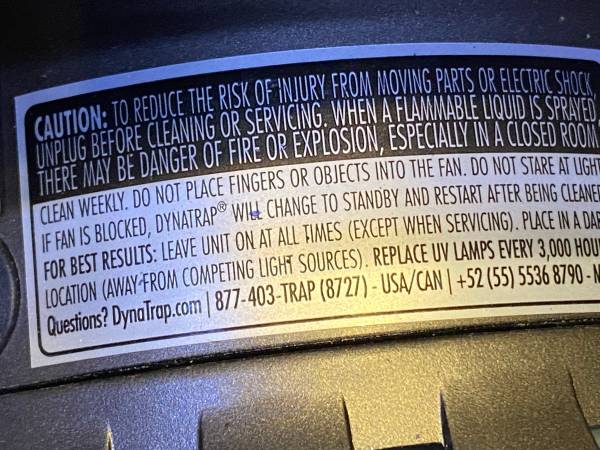 CAUTION: TO REDUCE THE RISK OF INJURY FROM MOVING PARTS OR ELECTRIC SHOCK
UNPLUG BEFORE CLEANING OR SERVICING. WHEN A FLAMMABLE LIQUID IS SPRAYED,
THERE MAY BE DANGER OF FIRE OR EXPLOSION, ESPECIALLY IN A CLOSED ROOM
CLEAN WEEKLY. DO NOT PLACE FINGERS OR OBJECTS INTO THE FAN. DO NOT STARE AT LIGHT
IF FAN IS BLOCKED, DYNATRAP® WILL CHANGE TO STANDBY AND RESTART AFTER BEING CLEANE
FOR BEST RESULTS: LEAVE UNIT ON AT ALL TIMES (EXCEPT WHEN SERVICING). PLACE IN A DAR
LOCATION (AWAY FROM COMPETING LIGHT SOURCES). REPLACE UV LAMPS EVERY 3,000 HOU
Questions? DynaTrap.com | 877-403-TRAP (8727) - USA/CAN | +52 (55) 5536 8790 - M